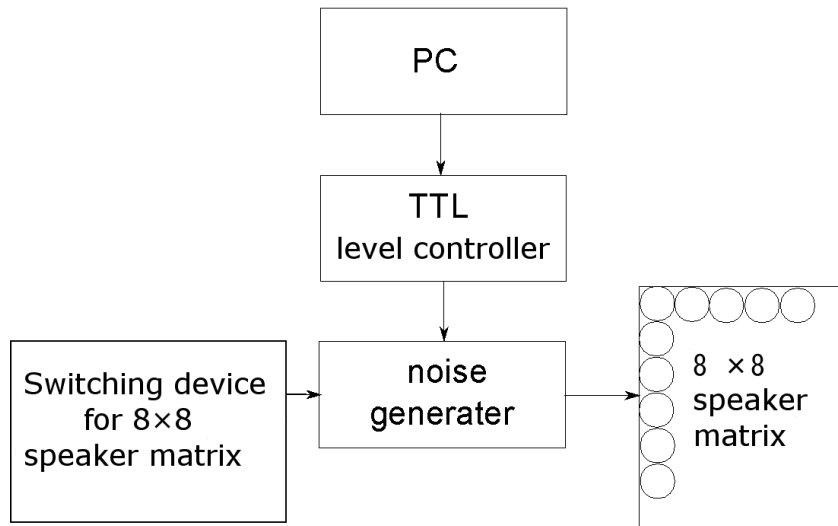 PC
TTL
level controller
Switching device
for 8×8
speaker matrix
noise
generater
8 ×8
speaker
matrix